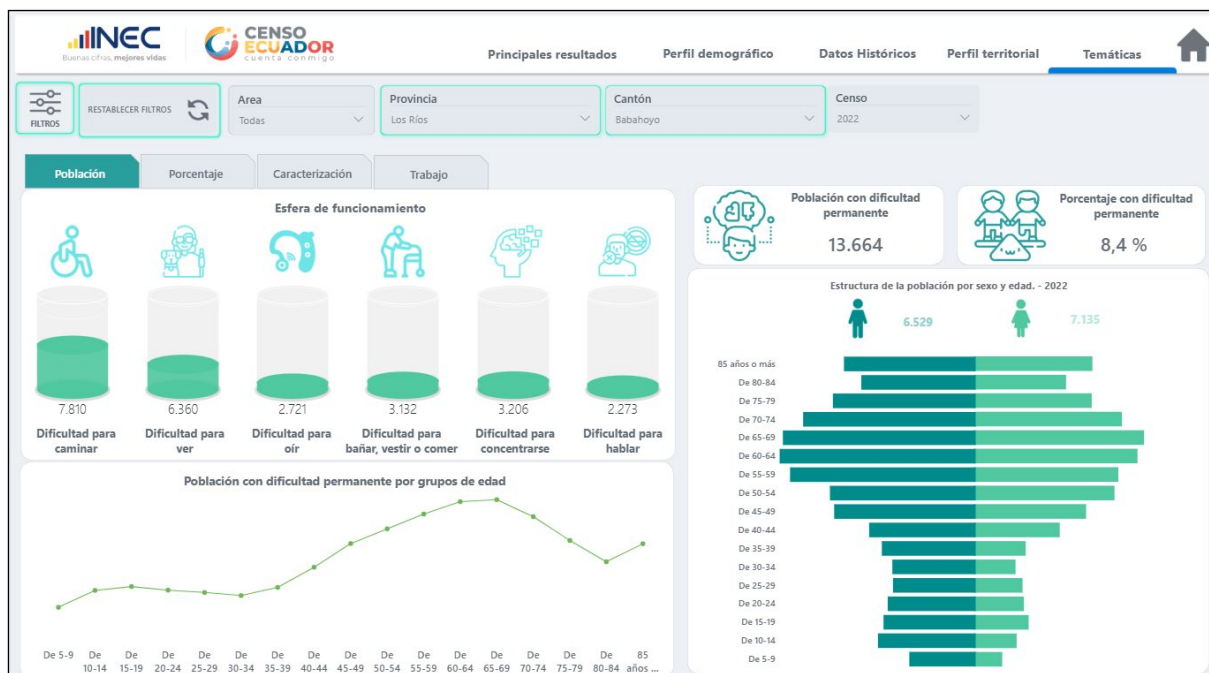 INEC
Buenas cifras, mejores vidas
CENSO
ECUADOR
cuenta conmigo
Principales resultados
Perfil demográfico
Datos Históricos
Perfil territorial
Temáticas
FILTROS
RESTABLECER FILTROS
Area
Todas
Provincia
Los Ríos
Cantón
Babahoyo
Censo
2022
Población
Porcentaje
Caracterización
Trabajo
Esfera de funcionamiento
7.810
6.360
2.721
3.132
3.206
2.273
Dificultad para
caminar
Dificultad para
ver
Dificultad para
oír
Dificultad para
bañar, vestir o comer
Dificultad para
concentrarse
Dificultad para
hablar
Población con dificultad
permanente
13.664
Porcentaje con dificultad
permanente
8,4 %
Población con dificultad permanente por grupos de edad
De 5-9
De
10-14
De
15-19
De
20-24
De
25-29
De
30-34
De
35-39
De
40-44
De
45-49
De
50-54
De
55-59
De
60-64
De
65-69
De
70-74
De
75-79
De
80-84
85
años ...
Estructura de la población por sexo y edad. - 2022
6.529
7.135
85 años o más
De 80-84
De 75-79
De 70-74
De 65-69
De 60-64
De 55-59
De 50-54
De 45-49
De 40-44
De 35-39
De 30-34
De 25-29
De 20-24
De 15-19
De 10-14
De 5-9